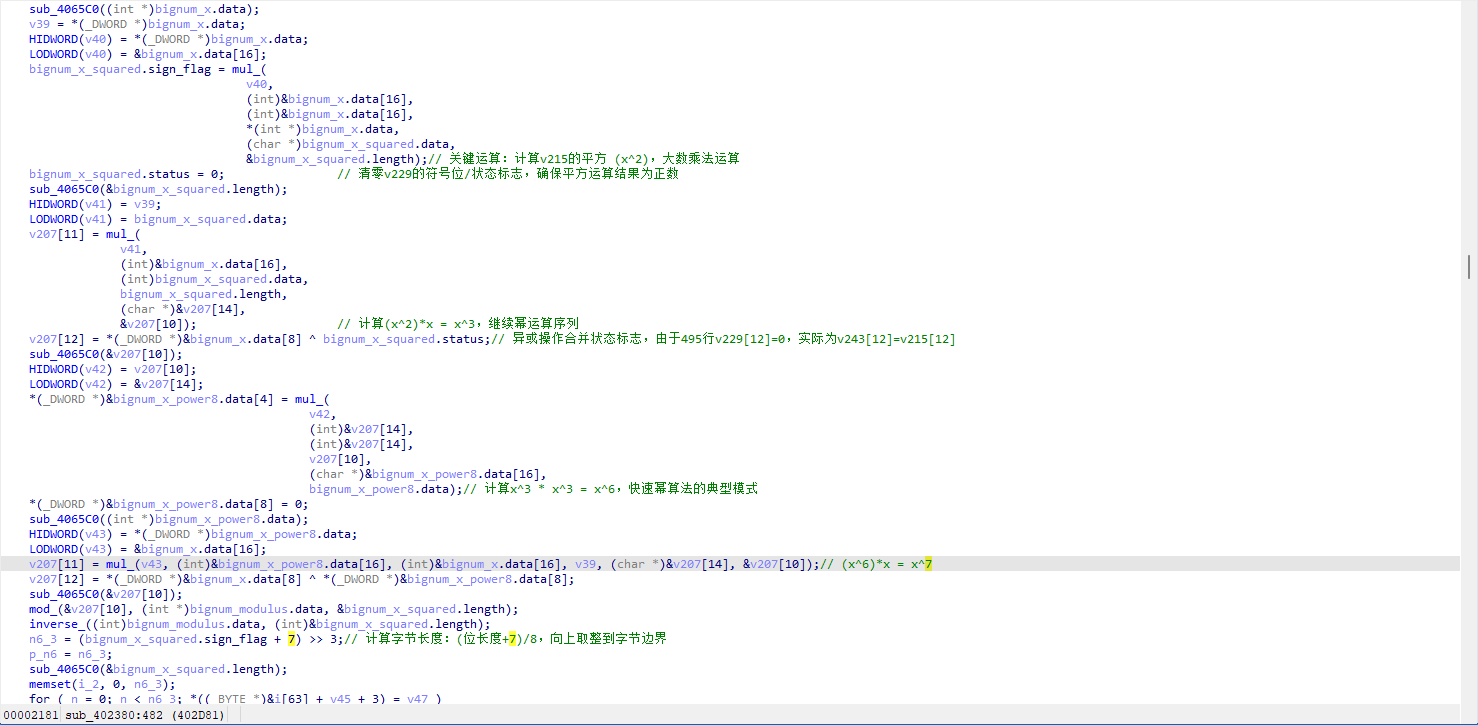 sub_4065C0((int *)bignum_x.data);
v39 = *(_DWORD *)bignum_x.data;
HIDWORD(v40) = *(_DWORD *)bignum_x.data;
LODWORD(v40) = &bignum_x.data[16];
bignum_x_squared.sign_flag = mul_(
v40,
(int)&bignum_x.data[16],
(int)&bignum_x.data[16],
*(int *)bignum_x.data,
(char *)bignum_x_squared.data,
&bignum_x_squared.length);// 关键运算: 计算v215的平方 (x^2), 大数乘法运算
bignum_x_squared.status = 0; // 清零v229的符号位/状态标志, 确保平方运算结果为正数
sub_4065C0(&bignum_x_squared.length);
HIDWORD(v41) = v39;
LODWORD(v41) = bignum_x_squared.data;
v207[11] = mul_(
v41,
(int)&bignum_x.data[16],
(int)bignum_x_squared.data,
bignum_x_squared.length,
(char *)&v207[14],
&v207[10]); // 计算(x^2)*x = x^3, 继续幂运算序列
v207[12] = *(_DWORD *)&bignum_x.data[8] ^ bignum_x_squared.status;// 异或操作合并状态标志, 由于495行v229[12]=0, 实际为v243[12]=v215[12]
sub_4065C0(&v207[10]);
HIDWORD(v42) = v207[10];
LODWORD(v42) = &v207[14];
*(_DWORD *)&bignum_x_power8.data[4] = mul_(
v42,
(int)&v207[14],
(int)&v207[14],
v207[10],
(char *)&bignum_x_power8.data[16],
bignum_x_power8.data);// 计算x^3 * x^3 = x^6, 快速幂算法的典型模式
*(_DWORD *)&bignum_x_power8.data[8] = 0;
sub_4065C0((int *)bignum_x_power8.data);
HIDWORD(v43) = *(_DWORD *)bignum_x_power8.data;
LODWORD(v43) = &bignum_x.data[16];
v207[11] = mul_(v43, (int)&bignum_x_power8.data[16], (int)&bignum_x.data[16], v39, (char *)&v207[14], &v207[10]);// (x^6)*x = x^7
v207[12] = *(_DWORD *)&bignum_x.data[8] ^ *(_DWORD *)&bignum_x_power8.data[8];
sub_4065C0(&v207[10]);
mod_(&v207[10], (int *)bignum_modulus.data, &bignum_x_squared.length);
inverse_((int)bignum_modulus.data, (int)&bignum_x_squared.length);
n6_3 = (bignum_x_squared.sign_flag + 7) >> 3;// 计算字节长度: (位长度+7)/8, 向上取整到字节边界
p_n6 = n6_3;
sub_4065C0(&bignum_x_squared.length);
memset(i_2, 0, n6_3);
for ( n = 0; n < n6_3; *((_BYTE *)&i[63] + v45 + 3) = v47 )
00002181 sub_402380:482 (402D81)